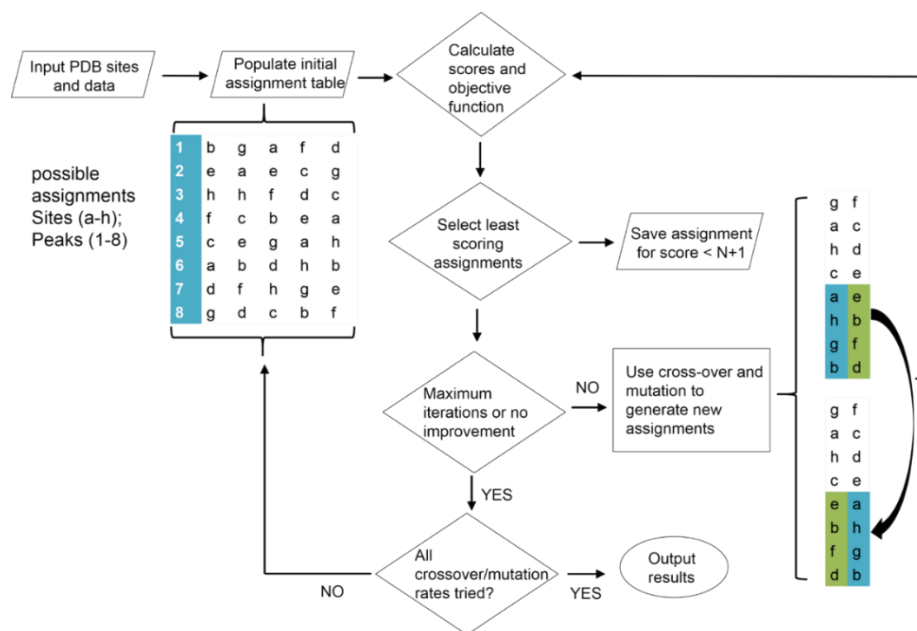 Input PDB sites
and data
Populate initial
assignment table
Calculate
scores and
objective
function
possible
assignments
Sites (a-h);
Peaks (1-8)
1 b g a f d
2 e a e c g
3 h h f d c
4 f c b e a
5 c e g a h
6 a b d h b
7 d f h g e
8 g d c b f
Select least
scoring
assignments
Save assignment
for score < N+1
Maximum
iterations or no
improvement
NO
Use cross-over and
mutation to
generate new
assignments
g f
a c
h d
c e
a e
h b
g f
b d
g f
a c
h d
c e
e a
b h
f g
d b
YES
All
crossover/mutation
rates tried?
NO
YES
Output
results